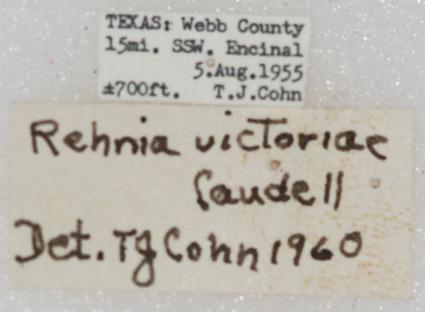 TEXAS: Webb County
15mi. SSW. Encinal
5.Aug.1955
±700ft. T.J.Cohn
Rehnia victoriae
Caudell
Det. TJ Cohn 1960